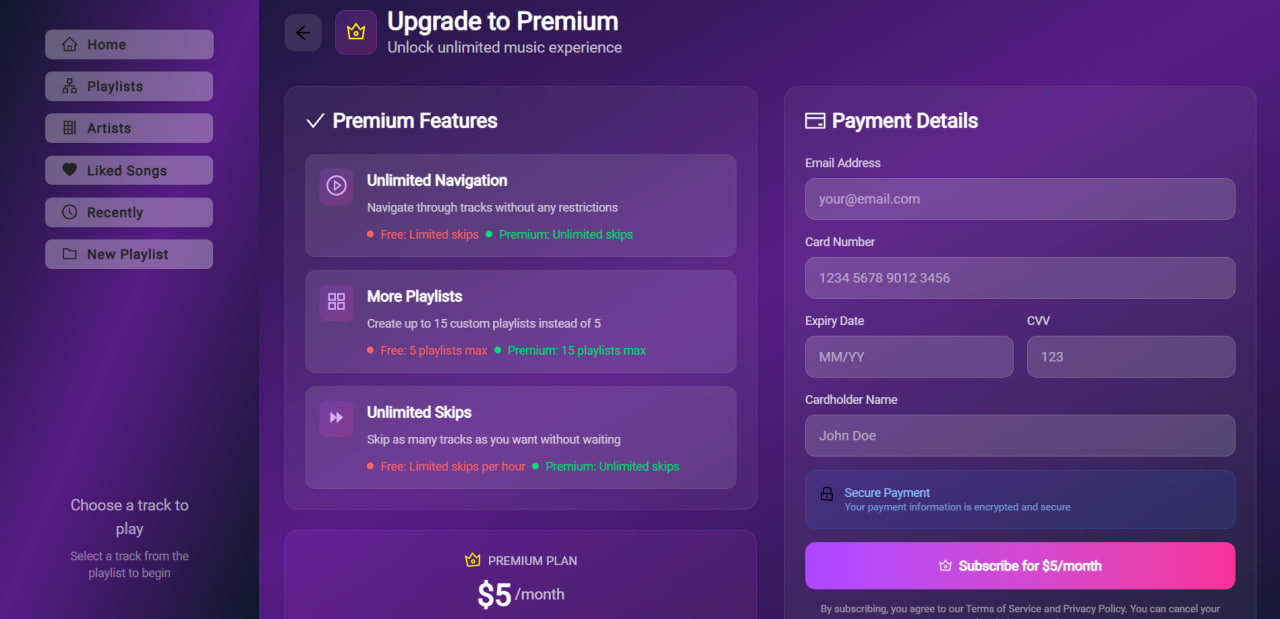 Home
Playlists
Artists
Liked Songs
Recently
New Playlist
Choose a track to
play
Select a track from the
playlist to begin
Upgrade to Premium
Unlock unlimited music experience
Premium Features
Unlimited Navigation
Navigate through tracks without any restrictions
Free: Limited skips Premium: Unlimited skips
More Playlists
Create up to 15 custom playlists instead of 5
Free: 5 playlists max Premium: 15 playlists max
Unlimited Skips
Skip as many tracks as you want without waiting
Free: Limited skips per hour Premium: Unlimited skips
PREMIUM PLAN
$5 /month
Payment Details
Email Address
your@email.com
Card Number
1234 5678 9012 3456
Expiry Date CVV
MM/YY 123
Cardholder Name
John Doe
Secure Payment
Your payment information is encrypted and secure
Subscribe for $5/month
By subscribing, you agree to our Terms of Service and Privacy Policy. You can cancel your